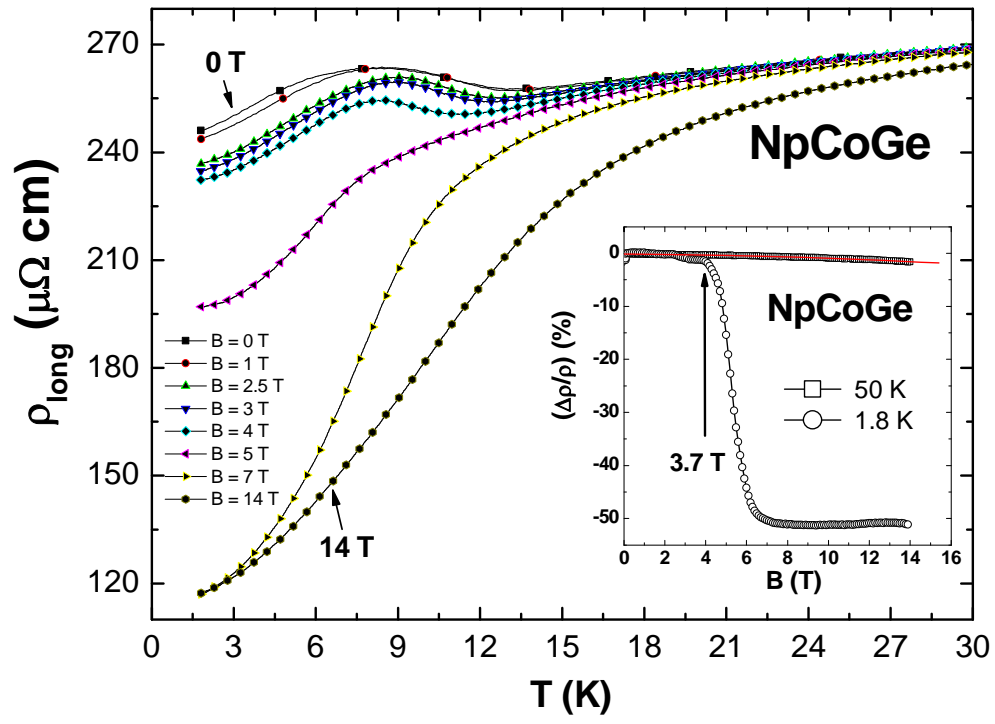 270
240
210
180
150
120
0
3
6
9
12
15
18
21
24
27
30
ρlong (μΩ cm)
T (K)
0 T
14 T
NpCoGe
B = 0 T
B = 1 T
B = 2.5 T
B = 3 T
B = 4 T
B = 5 T
B = 7 T
B = 14 T
0
-10
-20
-30
-40
-50
0
2
4
6
8
10
12
14
16
(Δρ/ρ) (%)
B (T)
NpCoGe
50 K
1.8 K
3.7 T